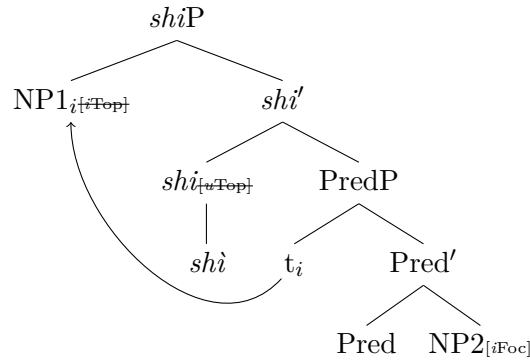 shiP
NP1i[iTop] shi′
shi[uTop] PredP
shì ti Pred′
Pred NP2[iFoc]